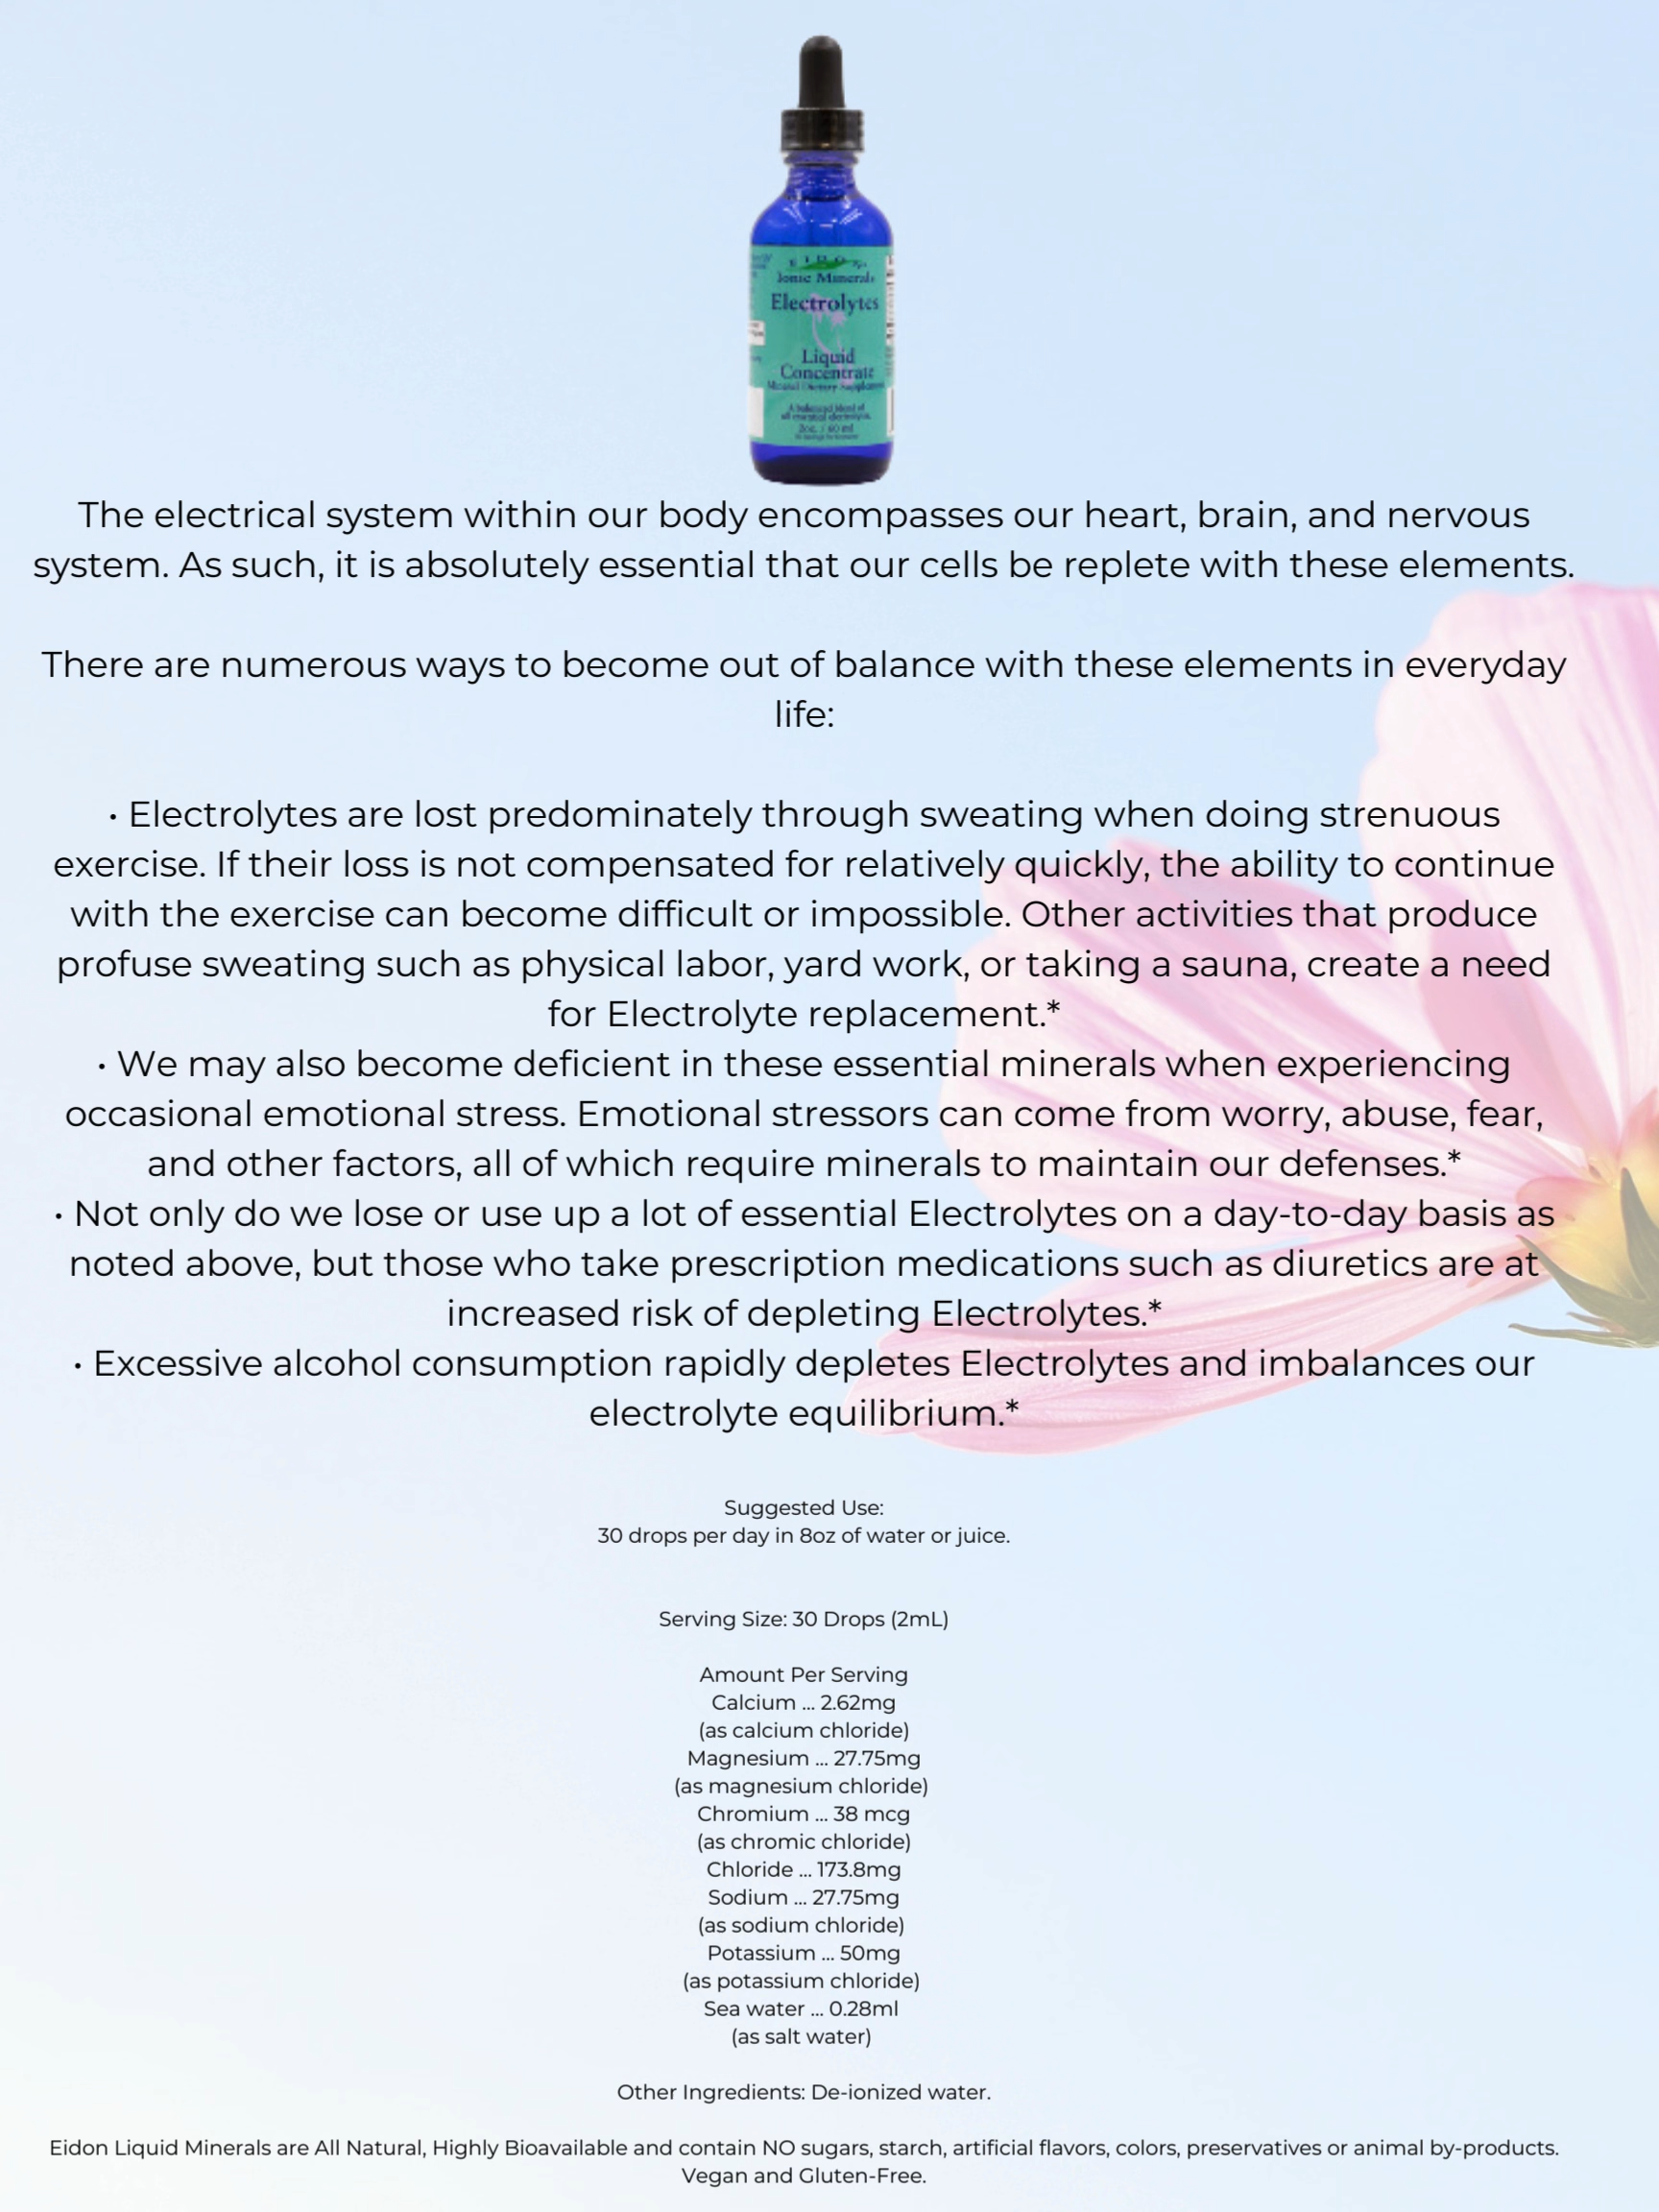 Ionic Minerals
Electrolytes
Liquid
Concentrate
Mineral Dietary Supplement
A balanced blend of
all essential electrolytes.
2oz. / 60 ml
The electrical system within our body encompasses our heart, brain, and nervous
system. As such, it is absolutely essential that our cells be replete with these elements.
There are numerous ways to become out of balance with these elements in everyday
life:
• Electrolytes are lost predominately through sweating when doing strenuous
exercise. If their loss is not compensated for relatively quickly, the ability to continue
with the exercise can become difficult or impossible. Other activities that produce
profuse sweating such as physical labor, yard work, or taking a sauna, create a need
for Electrolyte replacement.*
• We may also become deficient in these essential minerals when experiencing
occasional emotional stress. Emotional stressors can come from worry, abuse, fear,
and other factors, all of which require minerals to maintain our defenses.*
• Not only do we lose or use up a lot of essential Electrolytes on a day-to-day basis as
noted above, but those who take prescription medications such as diuretics are at
increased risk of depleting Electrolytes.*
• Excessive alcohol consumption rapidly depletes Electrolytes and imbalances our
electrolyte equilibrium.*
Suggested Use:
30 drops per day in 8oz of water or juice.
Serving Size: 30 Drops (2mL)
Amount Per Serving
Calcium ... 2.62mg
(as calcium chloride)
Magnesium ... 27.75mg
(as magnesium chloride)
Chromium ... 38 mcg
(as chromic chloride)
Chloride ... 173.8mg
Sodium ... 27.75mg
(as sodium chloride)
Potassium ... 50mg
(as potassium chloride)
Sea water ... 0.28ml
(as salt water)
Other Ingredients: De-ionized water.
Eidon Liquid Minerals are All Natural, Highly Bioavailable and contain NO sugars, starch, artificial flavors, colors, preservatives or animal by-products.
Vegan and Gluten-Free.